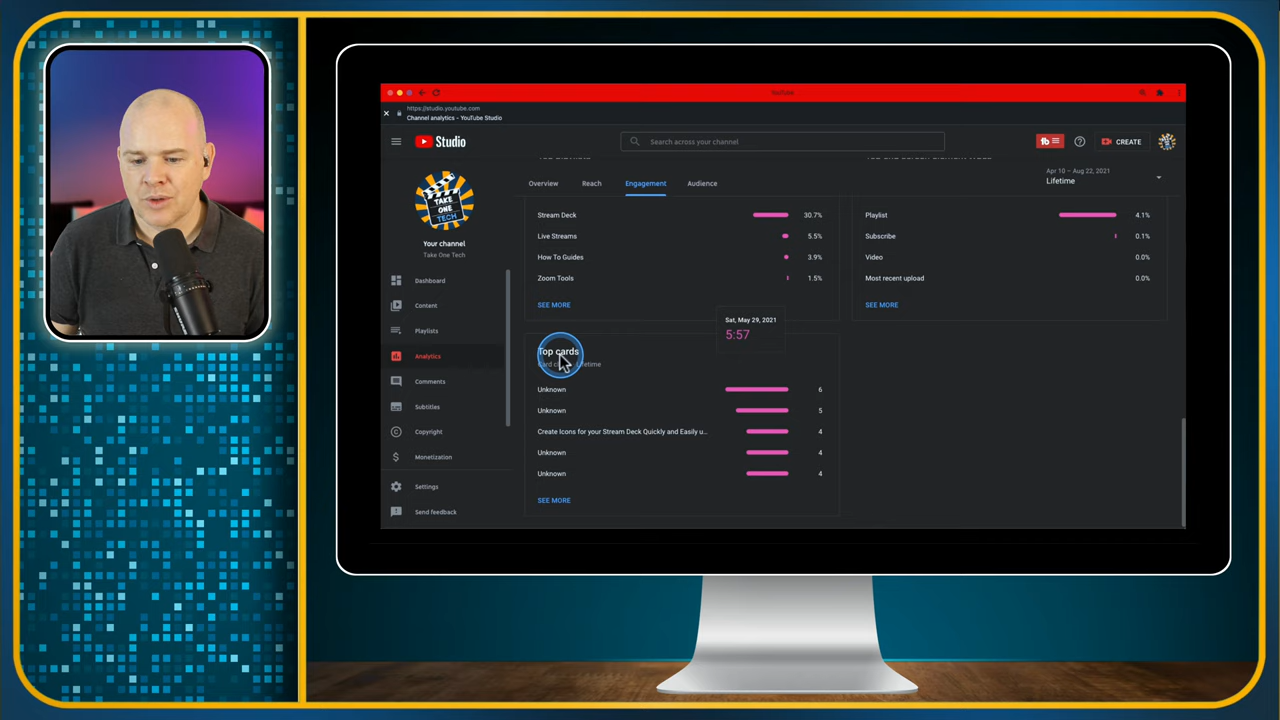 YouTube
https://studio.youtube.com
Channel analytics - YouTube Studio
Studio
Search across your channel
CREATE
TAKE
ONE
TECH
Your channel
Take One Tech
Dashboard
Content
Playlists
Analytics
Comments
Subtitles
Copyright
Monetization
Settings
Send feedback
Overview
Reach
Engagement
Audience
Apr 10 – Aug 22, 2021
Lifetime
Stream Deck 30.7%
Live Streams 5.5%
How To Guides 3.9%
Zoom Tools 1.5%
SEE MORE
Playlist 4.1%
Subscribe 0.1%
Video 0.0%
Most recent upload 0.0%
SEE MORE
Sat, May 29, 2021
5:57
Top cards
Lifetime
Unknown 6
Unknown 5
Create Icons for your Stream Deck Quickly and Easily u... 4
Unknown 4
Unknown 4
SEE MORE